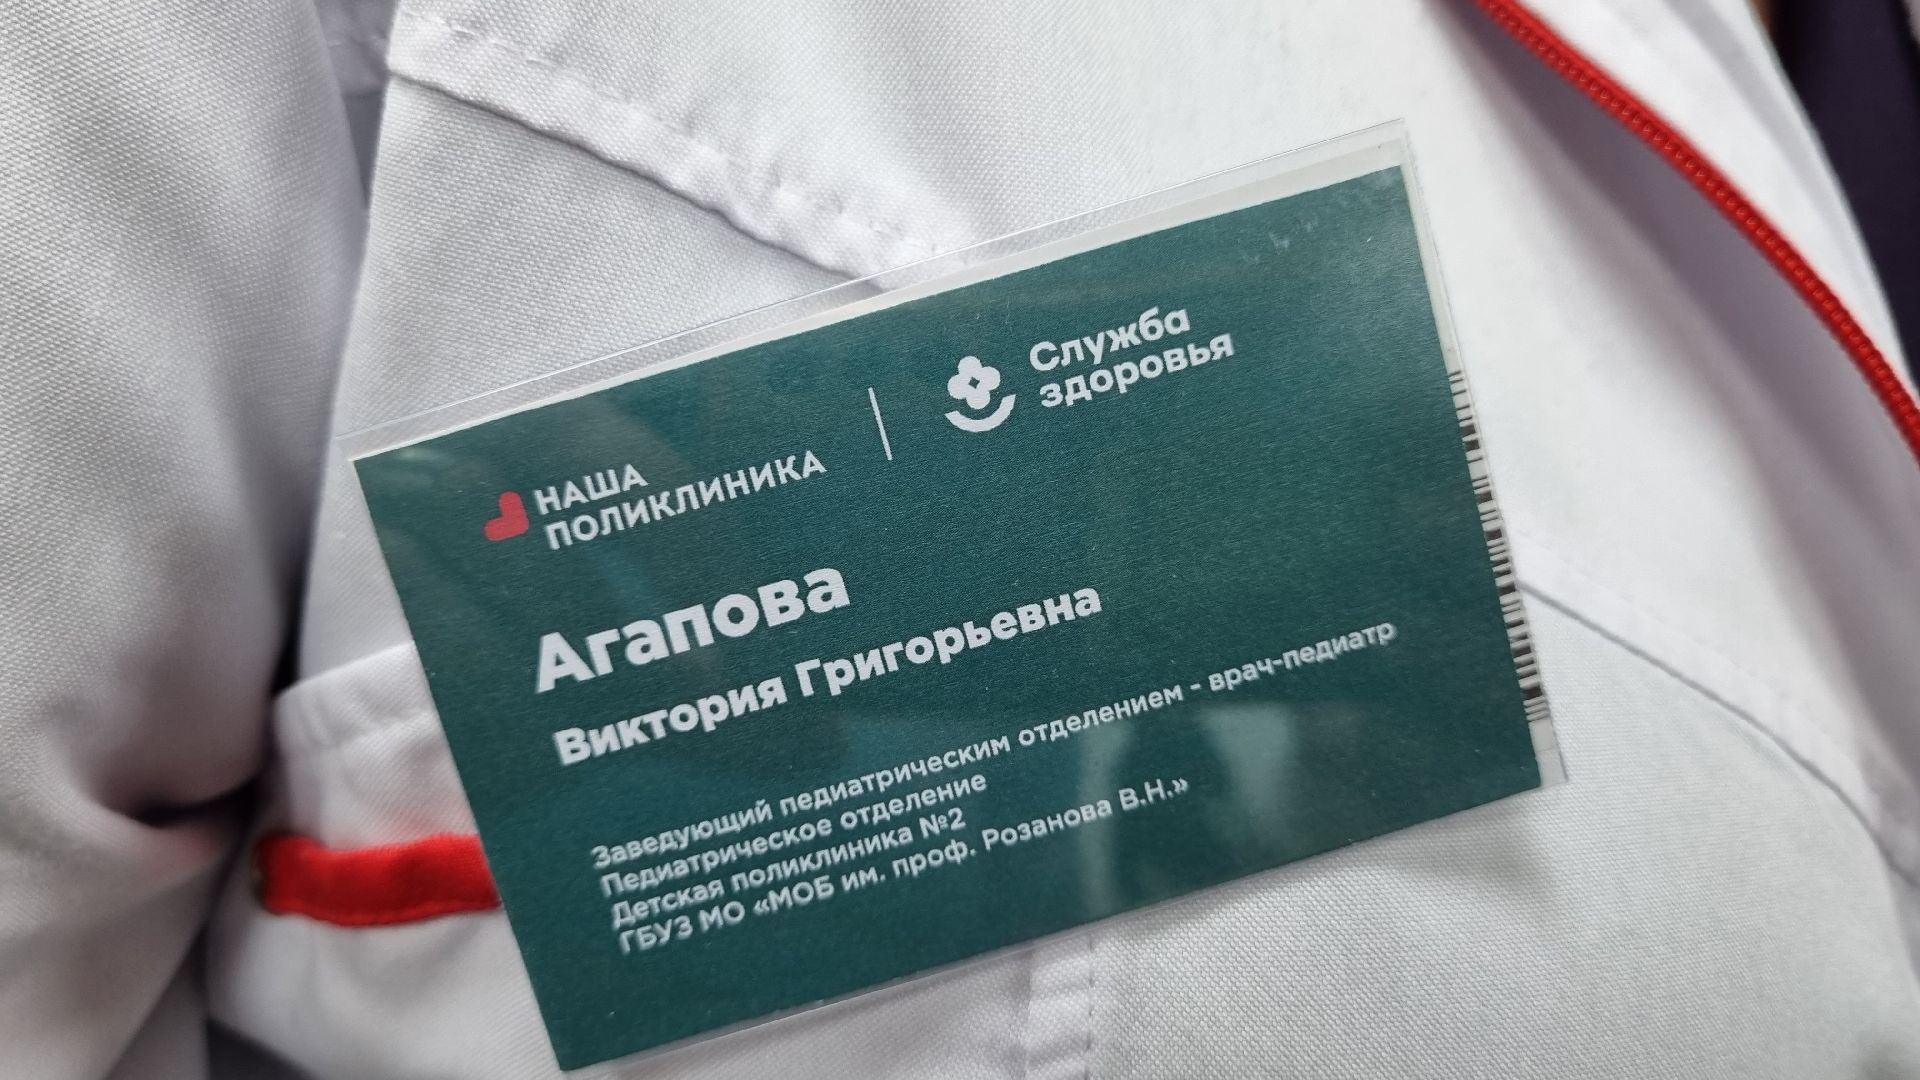 НАША
ПОЛИКЛИНИКА
Служба
здоровья
Агапова
Виктория Григорьевна
Заведующий педиатрическим отделением - врач-педиатр
Педиатрическое отделение
Детская поликлиника №2
ГБУЗ МО «МОБ им. проф. Розанова В.Н.»